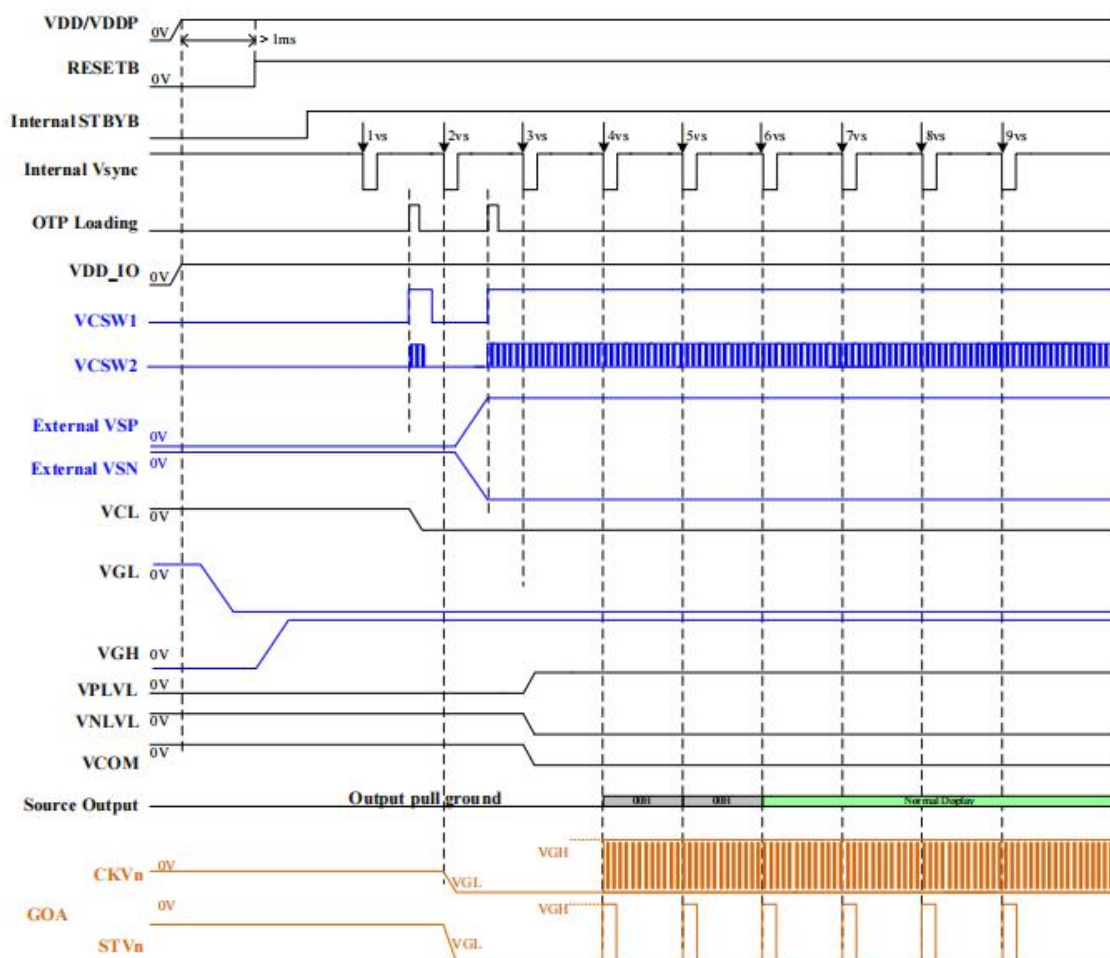 VDD/VDDP 0V
> 1ms
RESETB 0V
Internal STBYB
1vs 2vs 3vs 4vs 5vs 6vs 7vs 8vs 9vs
Internal Vsync
OTP Loading
VDD_IO 0V
VCSW1
VCSW2
External VSP 0V
External VSN 0V
VCL 0V
VGL 0V
VGH 0V
VPLVL 0V
VNLVL 0V
VCOM 0V
Source Output Output pull ground 00H 00H Normal Display
CKVn 0V VGL VGH
GOA 0V VGH
STVn VGL